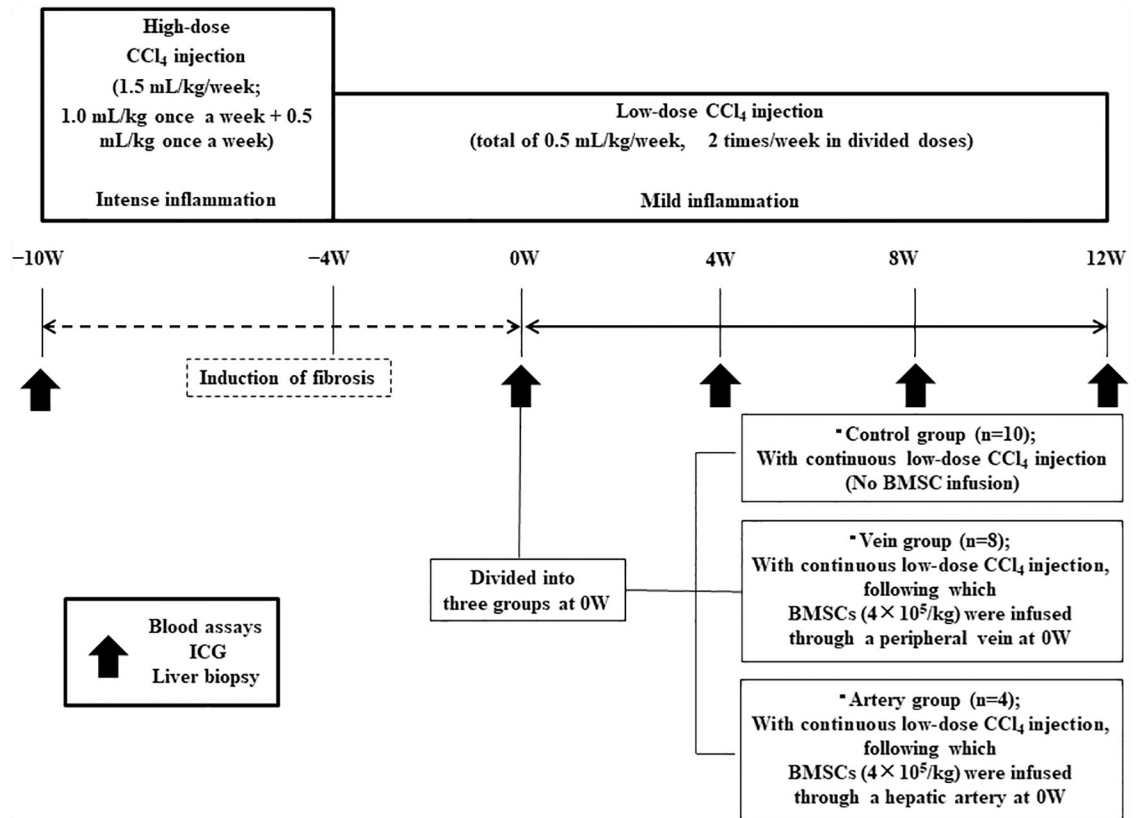 High-dose
CCl₄ injection
(1.5 mL/kg/week;
1.0 mL/kg once a week + 0.5
mL/kg once a week)
Intense inflammation
Low-dose CCl₄ injection
(total of 0.5 mL/kg/week, 2 times/week in divided doses)
Mild inflammation
−10W
−4W
0W
4W
8W
12W
Induction of fibrosis
▪Control group (n=10);
With continuous low-dose CCl₄ injection
(No BMSC infusion)
▪Vein group (n=8);
With continuous low-dose CCl₄ injection,
following which
BMSCs (4×10⁵/kg) were infused
through a peripheral vein at 0W
Divided into
three groups at 0W
Blood assays
ICG
Liver biopsy
▪Artery group (n=4);
With continuous low-dose CCl₄ injection,
following which
BMSCs (4×10⁵/kg) were infused
through a hepatic artery at 0W